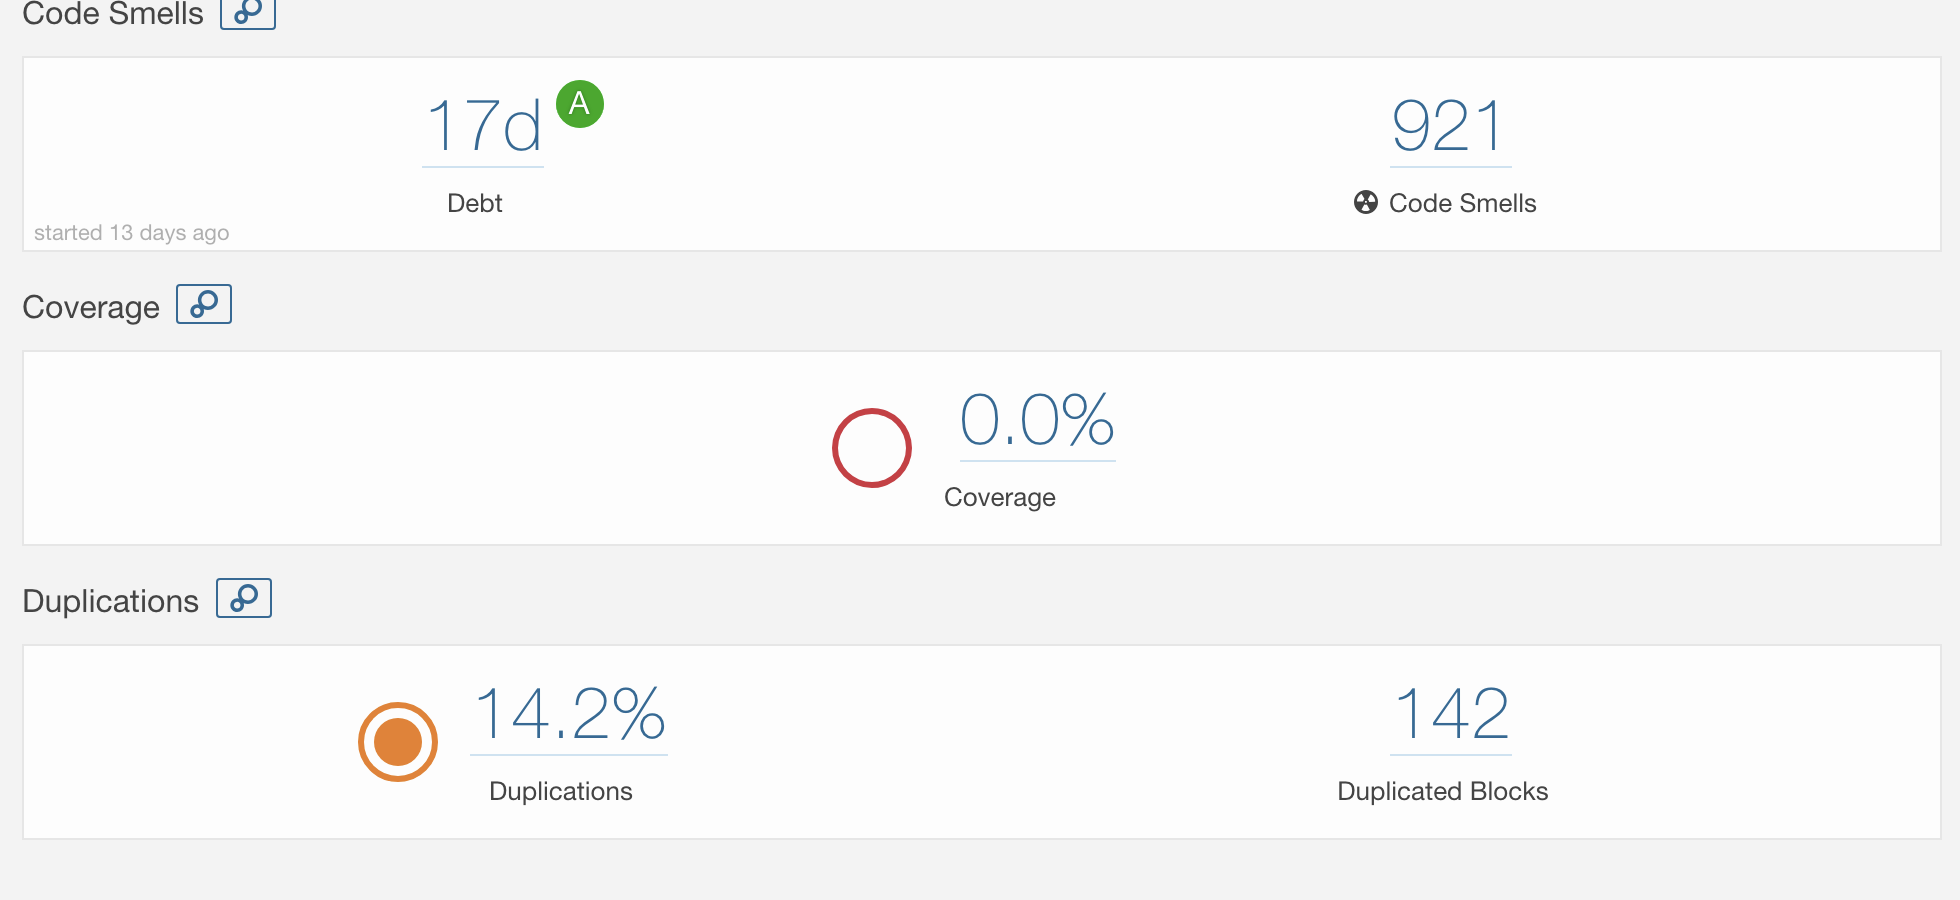 Code Smells
17d A
Debt
921
Code Smells
started 13 days ago
Coverage
0.0%
Coverage
Duplications
14.2%
Duplications
142
Duplicated Blocks